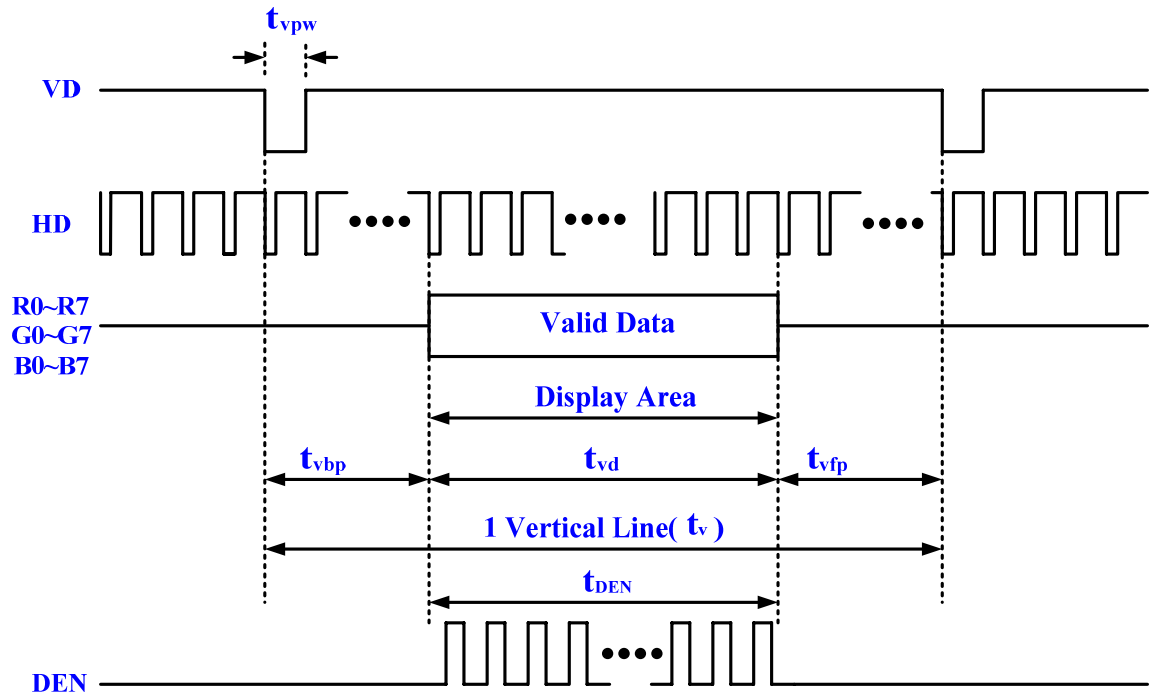 tvpw
VD
HD
R0~R7
G0~G7
B0~B7
Valid Data
Display Area
tvbp
tvd
tvfp
1 Vertical Line( tv )
tDEN
DEN